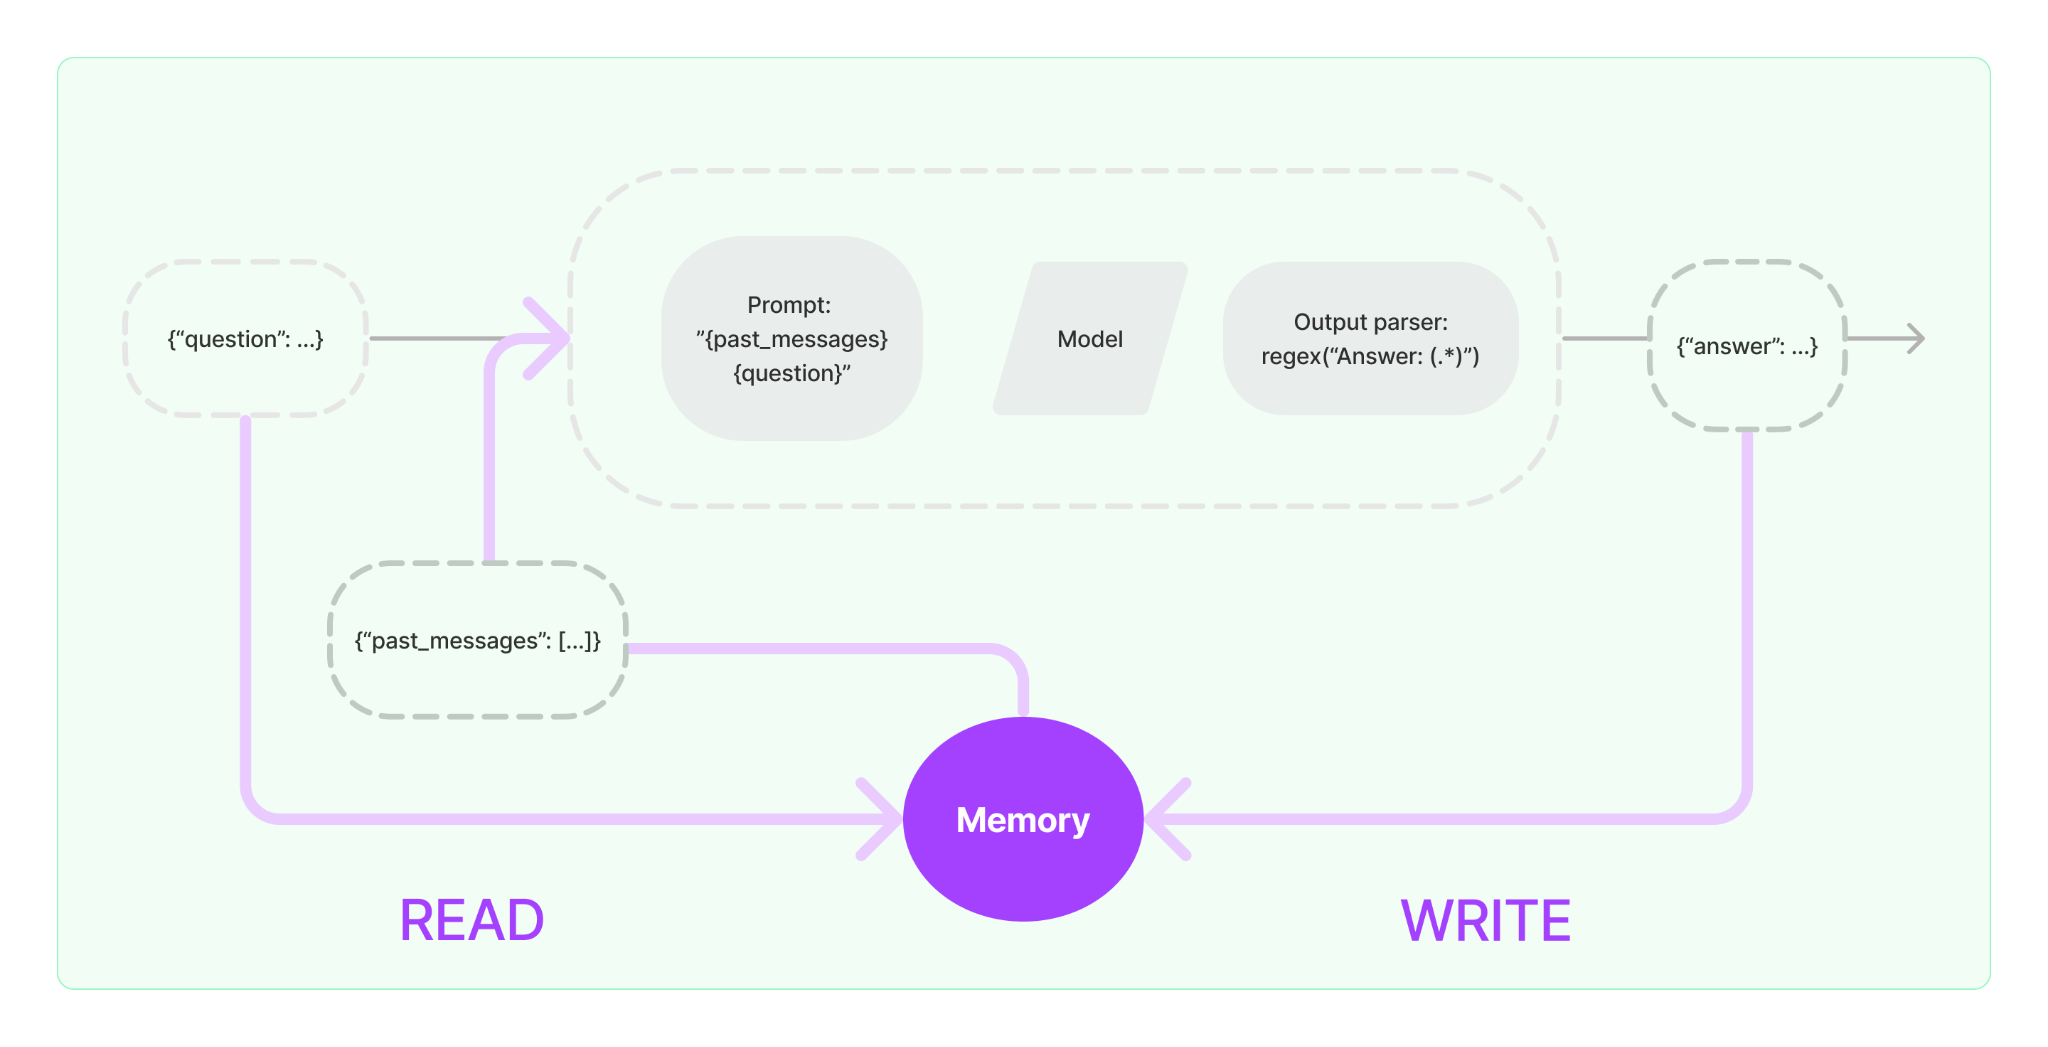 {“question”: ...}
Prompt:
”{past_messages}
{question}”
Model
Output parser:
regex(“Answer: (.*)”)
{“answer”: ...}
{“past_messages”: [...]}
Memory
READ
WRITE